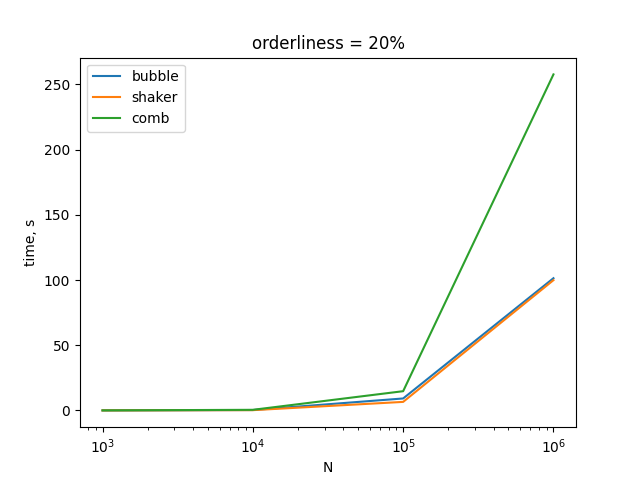 orderliness = 20%
bubble
shaker
comb
250
200
150
100
50
0
time, s
10³ 10⁴ 10⁵ 10⁶
N